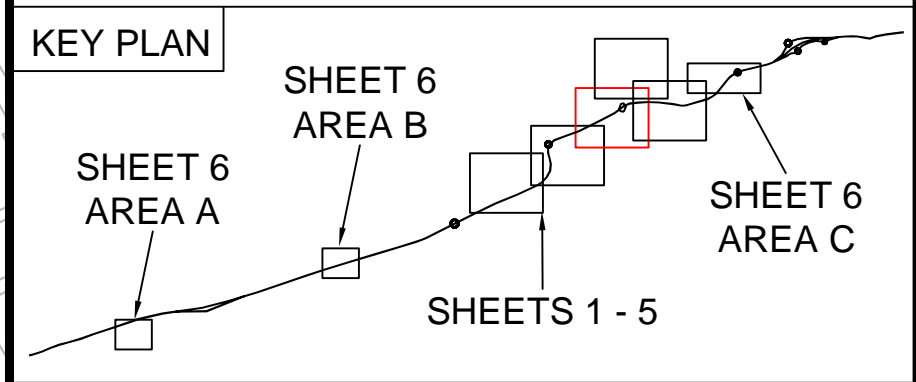 KEY PLAN
SHEET 6
AREA B
SHEET 6
AREA A
SHEET 6
AREA C
SHEETS 1 - 5